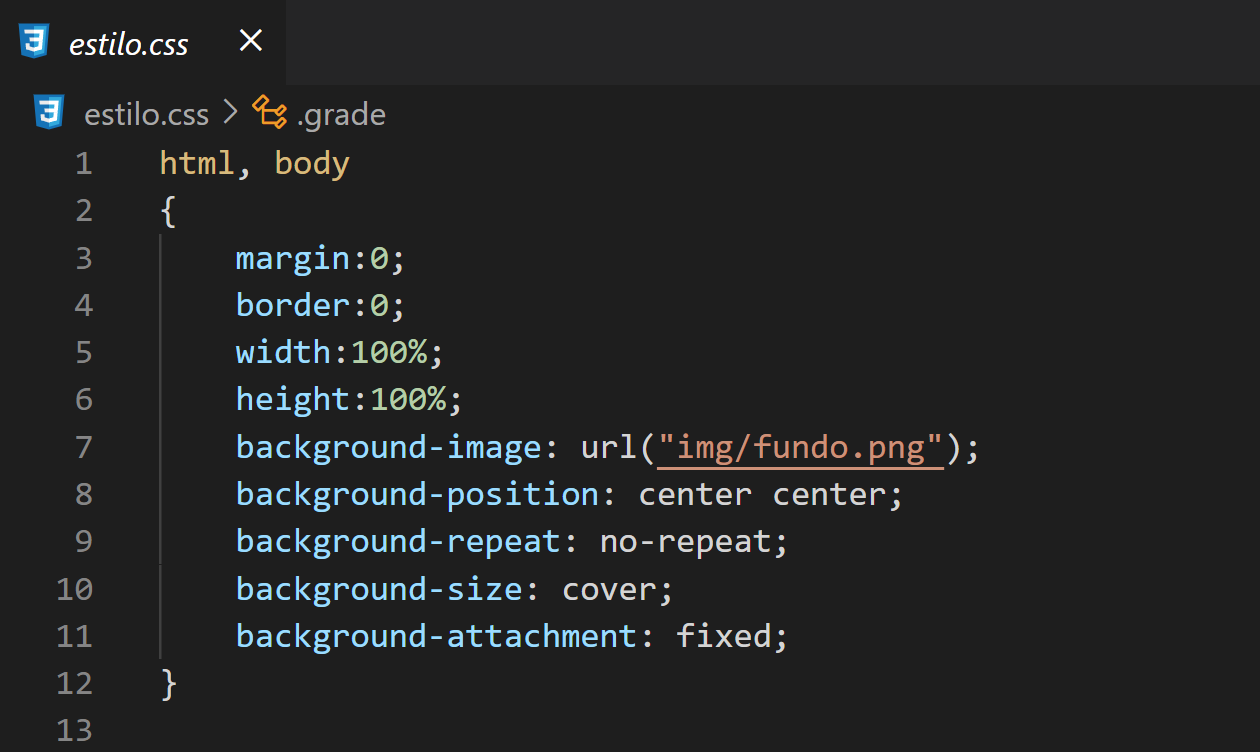 estilo.css
estilo.css > .grade
1 html, body
2 {
3 margin:0;
4 border:0;
5 width:100%;
6 height:100%;
7 background-image: url("img/fundo.png");
8 background-position: center center;
9 background-repeat: no-repeat;
10 background-size: cover;
11 background-attachment: fixed;
12 }
13